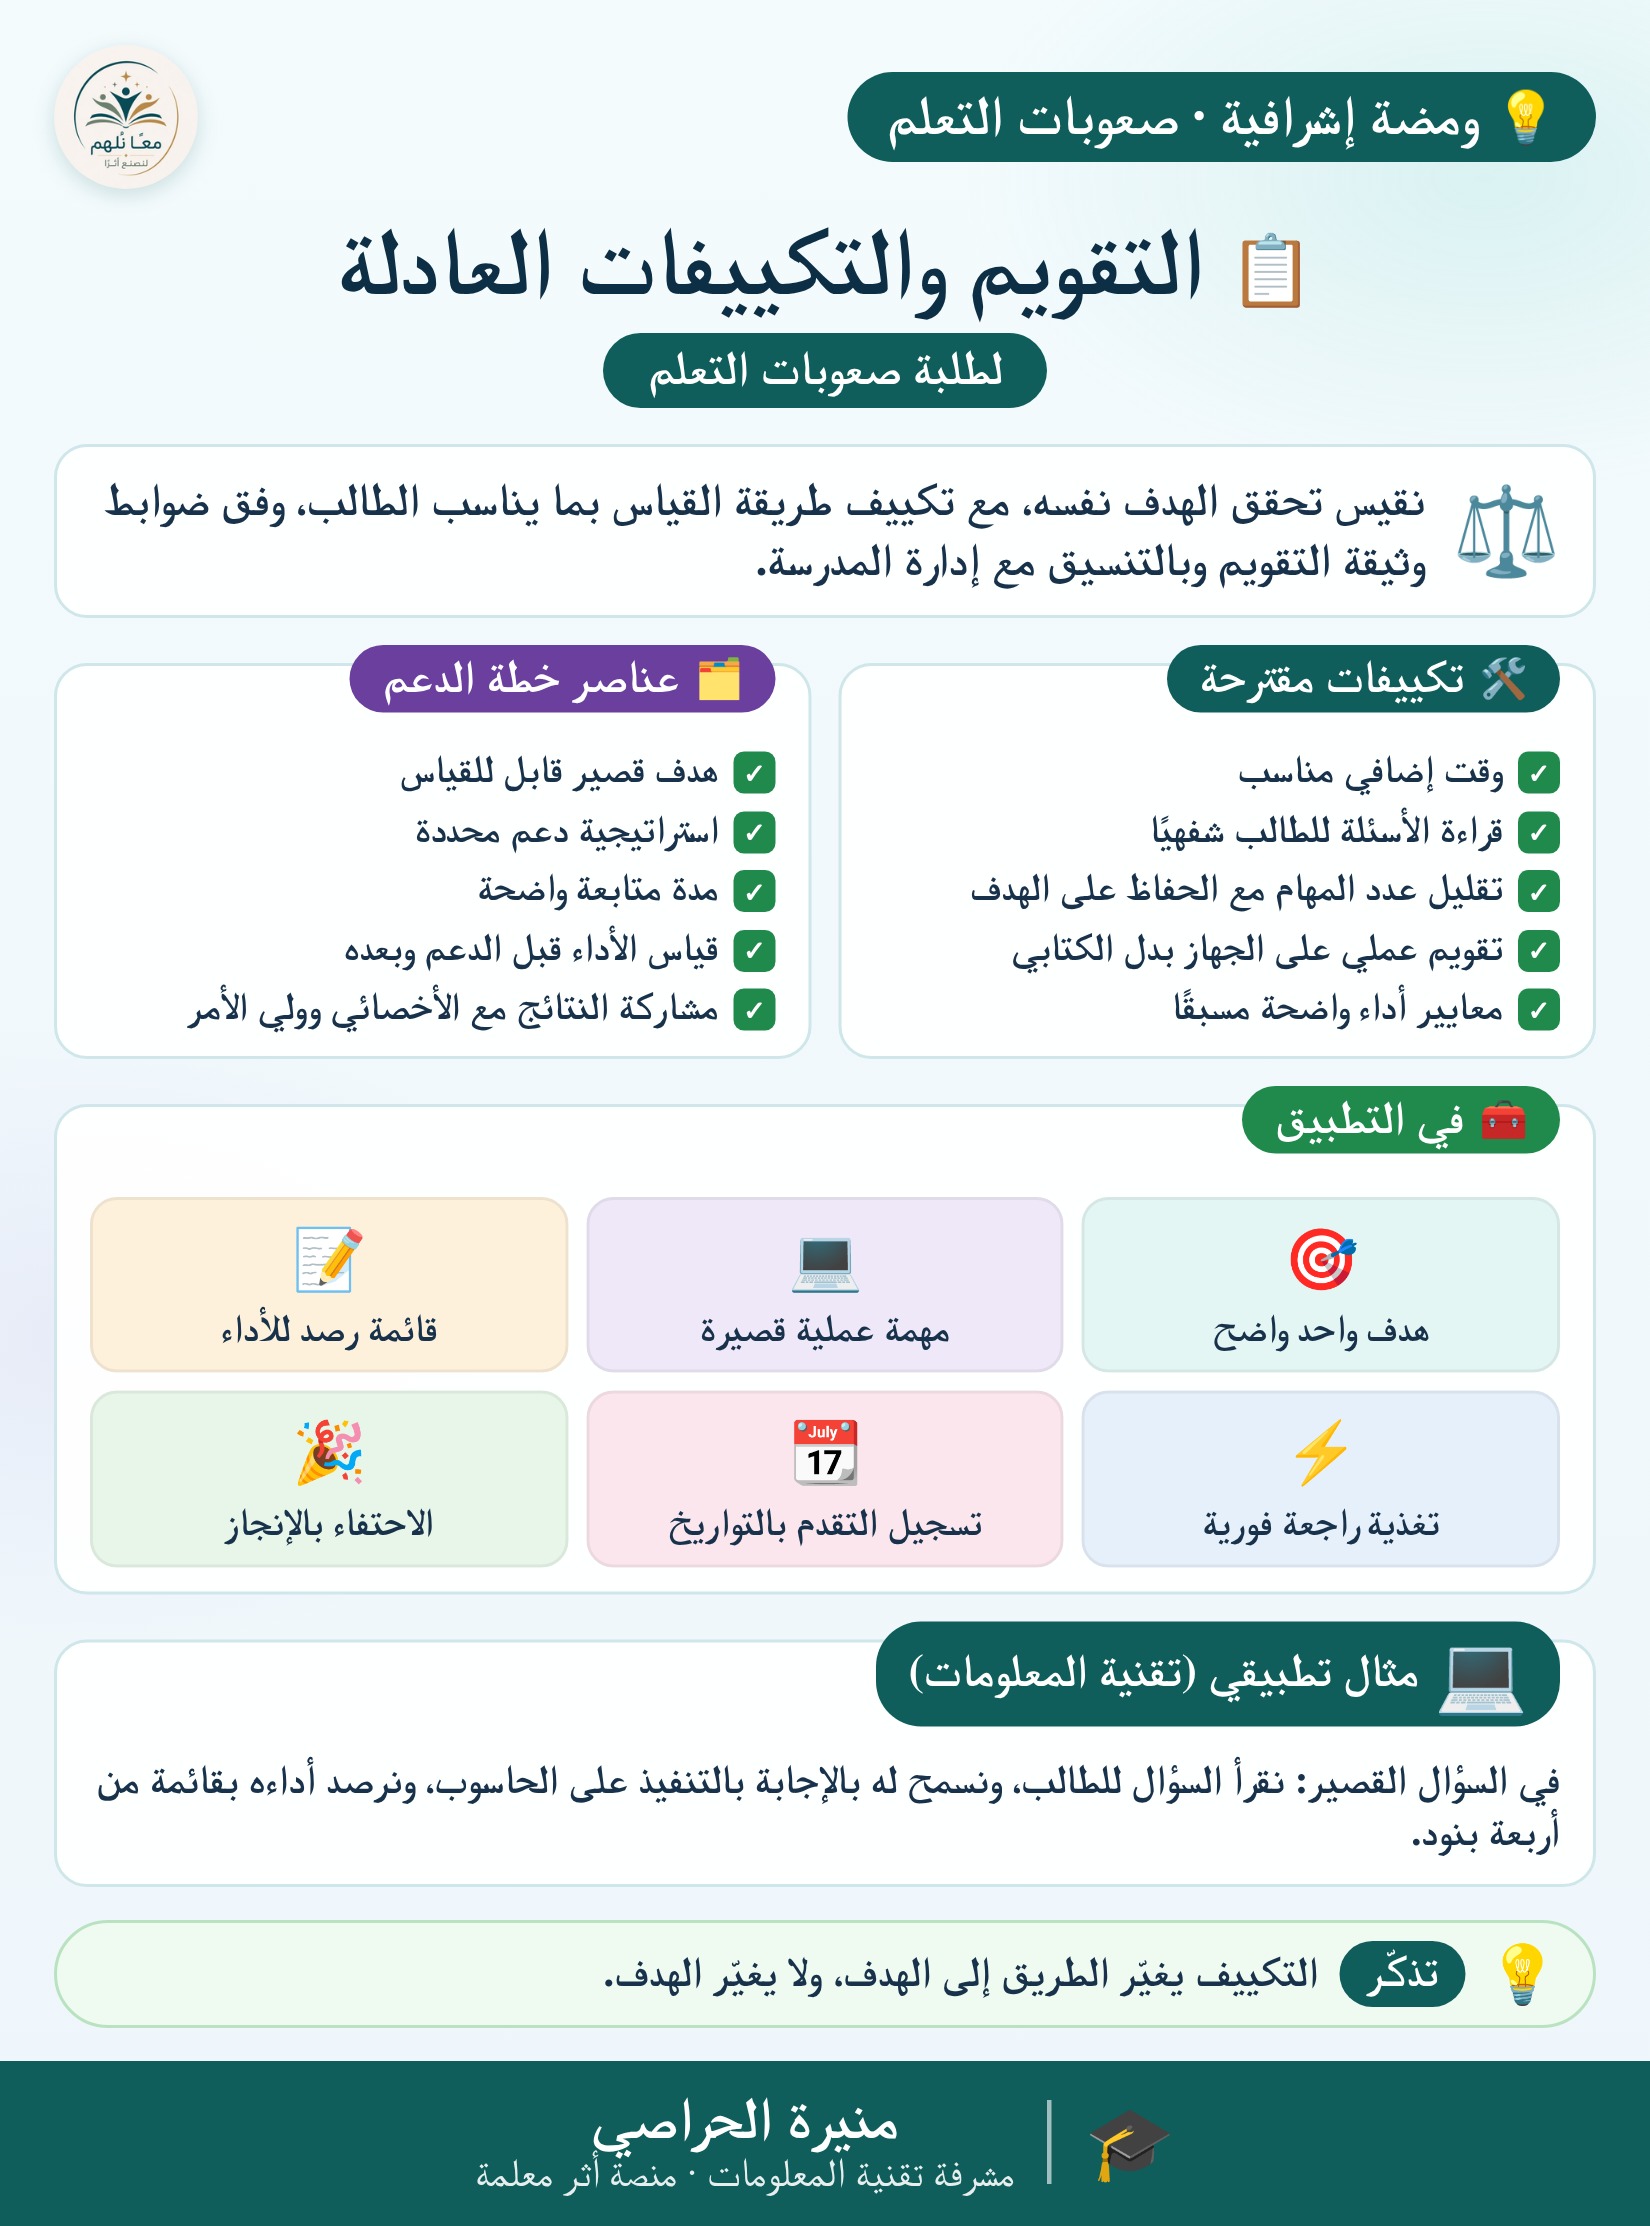 ومضة إشرافية · صعوبات التعلم
معًا نُلهم
لنصنع أثرًا
التقويم والتكييفات العادلة
لطلبة صعوبات التعلم
نقيس تحقق الهدف نفسه، مع تكييف طريقة القياس بما يناسب الطالب، وفق ضوابط
وثيقة التقويم وبالتنسيق مع إدارة المدرسة.
تكييفات مقترحة
وقت إضافي مناسب
قراءة الأسئلة للطالب شفهيًا
تقليل عدد المهام مع الحفاظ على الهدف
تقويم عملي على الجهاز بدل الكتابي
معايير أداء واضحة مسبقًا
عناصر خطة الدعم
هدف قصير قابل للقياس
استراتيجية دعم محددة
مدة متابعة واضحة
قياس الأداء قبل الدعم وبعده
مشاركة النتائج مع الأخصائي وولي الأمر
في التطبيق
هدف واحد واضح
مهمة عملية قصيرة
قائمة رصد للأداء
تغذية راجعة فورية
July
17
تسجيل التقدم بالتواريخ
الاحتفاء بالإنجاز
مثال تطبيقي (تقنية المعلومات)
في السؤال القصير: نقرأ السؤال للطالب، ونسمح له بالإجابة بالتنفيذ على الحاسوب، ونرصد أداءه بقائمة من
أربعة بنود.
تذكّر
التكييف يغيّر الطريق إلى الهدف، ولا يغيّر الهدف.
منيرة الحراصي
مشرفة تقنية المعلومات · منصة أثر معلمة